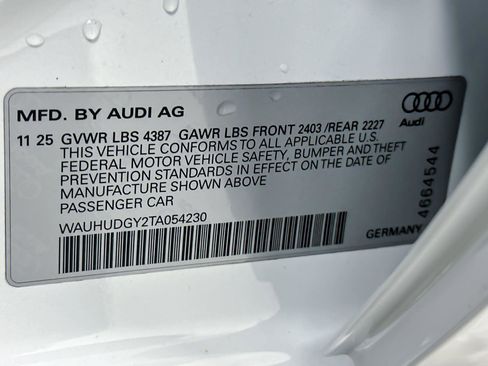 MFD. BY AUDI AG
11 25 GVWR LBS 4387 GAWR LBS FRONT 2403 /REAR 2227
THIS VEHICLE CONFORMS TO ALL APPLICABLE U.S.
FEDERAL MOTOR VEHICLE SAFETY, BUMPER AND THEFT
PREVENTION STANDARDS IN EFFECT ON THE DATE OF
MANUFACTURE SHOWN ABOVE
PASSENGER CAR
WAUHUDGY2TA054230
Audi
4664544
GERMANY